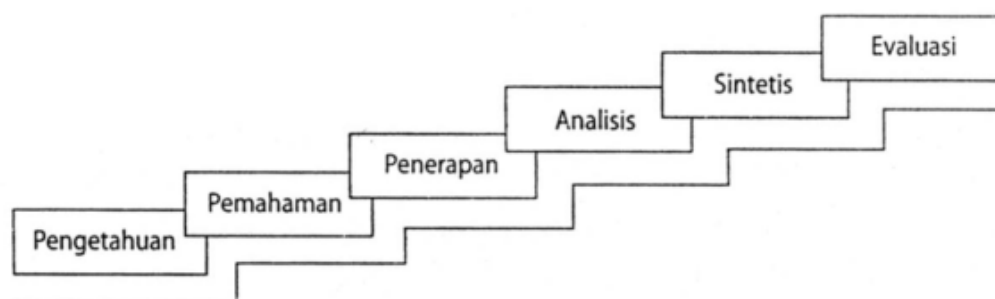 Pengetahuan
Pemahaman
Penerapan
Analisis
Sintetis
Evaluasi